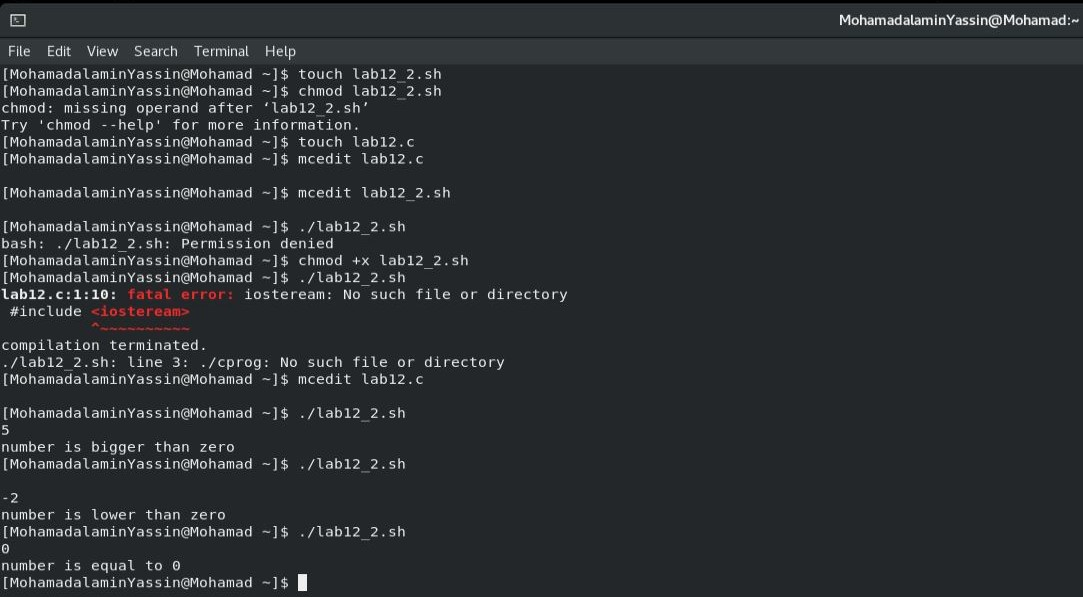 MohamadalaminYassin@Mohamad:~
File Edit View Search Terminal Help
[MohamadalaminYassin@Mohamad ~]$ touch lab12_2.sh
[MohamadalaminYassin@Mohamad ~]$ chmod lab12_2.sh
chmod: missing operand after ‘lab12_2.sh’
Try 'chmod --help' for more information.
[MohamadalaminYassin@Mohamad ~]$ touch lab12.c
[MohamadalaminYassin@Mohamad ~]$ mcedit lab12.c
[MohamadalaminYassin@Mohamad ~]$ mcedit lab12_2.sh
[MohamadalaminYassin@Mohamad ~]$ ./lab12_2.sh
bash: ./lab12_2.sh: Permission denied
[MohamadalaminYassin@Mohamad ~]$ chmod +x lab12_2.sh
[MohamadalaminYassin@Mohamad ~]$ ./lab12_2.sh
lab12.c:1:10: fatal error: iosteream: No such file or directory
#include <iosteream>
^~~~~~~~~~~
compilation terminated.
./lab12_2.sh: line 3: ./cprog: No such file or directory
[MohamadalaminYassin@Mohamad ~]$ mcedit lab12.c
[MohamadalaminYassin@Mohamad ~]$ ./lab12_2.sh
5
number is bigger than zero
[MohamadalaminYassin@Mohamad ~]$ ./lab12_2.sh
-2
number is lower than zero
[MohamadalaminYassin@Mohamad ~]$ ./lab12_2.sh
0
number is equal to 0
[MohamadalaminYassin@Mohamad ~]$